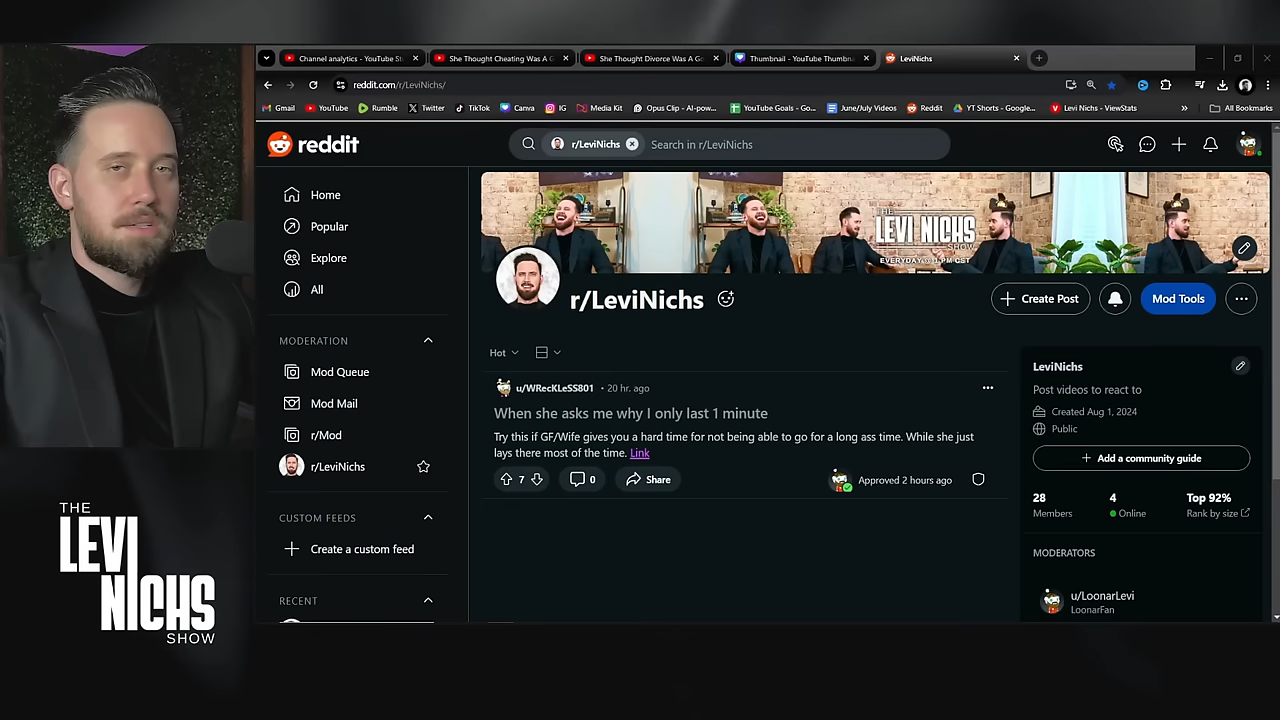 THE
LEVI
NICHS
SHOW
Channel analytics - YouTube St
She Thought Cheating Was A G
She Thought Divorce Was A Go
Thumbnail - YouTube Thumbn
LeviNichs
reddit.com/r/LeviNichs/
Gmail
YouTube
Rumble
Twitter
TikTok
Canva
IG
Media Kit
Opus Clip - AI-pow...
YouTube Goals - Go...
June/July Videos
Reddit
YT Shorts - Google...
Levi Nichs - ViewStats
»
All Bookmarks
reddit
r/LeviNichs
Search in r/LeviNichs
Home
Popular
Explore
All
MODERATION
Mod Queue
Mod Mail
r/Mod
r/LeviNichs
CUSTOM FEEDS
Create a custom feed
RECENT
THE
LEVI NICHS
SHOW
EVERYDAY @ 1 PM CST
r/LeviNichs
Create Post
Mod Tools
Hot
u/WRecKLeSS801 • 20 hr. ago
When she asks me why I only last 1 minute
Try this if GF/Wife gives you a hard time for not being able to go for a long ass time. While she just
lays there most of the time. Link
7
0
Share
Approved 2 hours ago
LeviNichs
Post videos to react to
Created Aug 1, 2024
Public
Add a community guide
28 4 Top 92%
Members Online Rank by size
MODERATORS
u/LoonarLevi
LoonarFan